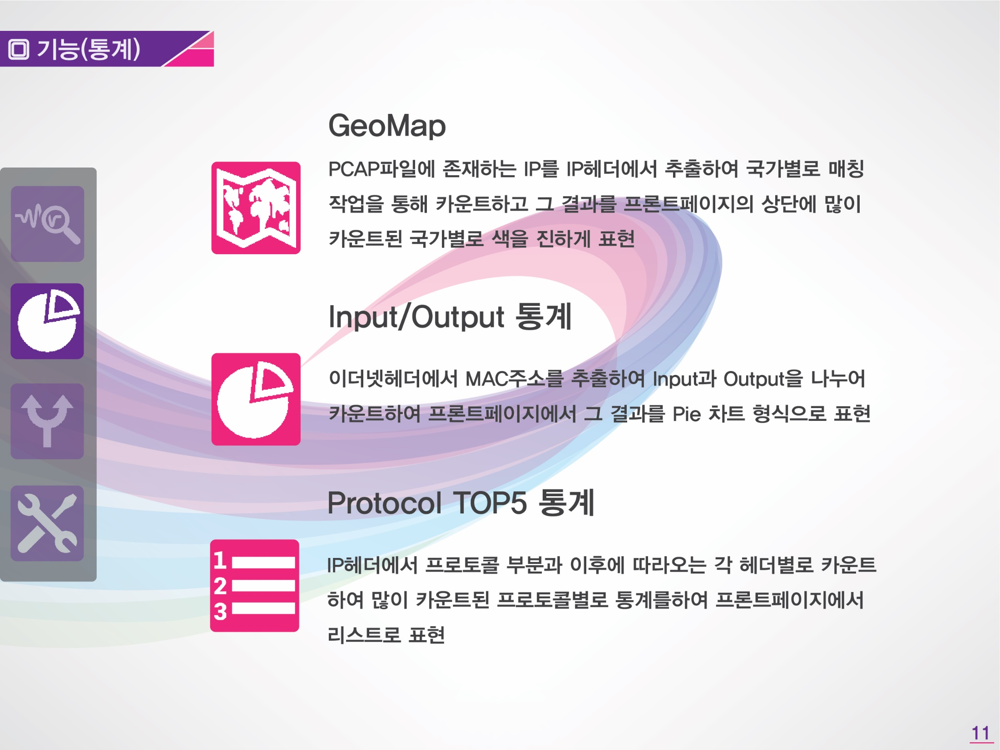 기능(통계)
GeoMap
PCAP파일에 존재하는 IP를 IP헤더에서 추출하여 국가별로 매칭
작업을 통해 카운트하고 그 결과를 프론트페이지의 상단에 많이
카운트된 국가별로 색을 진하게 표현
Input/Output 통계
이더넷헤더에서 MAC주소를 추출하여 Input과 Output을 나누어
카운트하여 프론트페이지에서 그 결과를 Pie 차트 형식으로 표현
Protocol TOP5 통계
1
2
3
IP헤더에서 프로토콜 부분과 이후에 따라오는 각 헤더별로 카운트
하여 많이 카운트된 프로토콜별로 통계를하여 프론트페이지에서
리스트로 표현
11